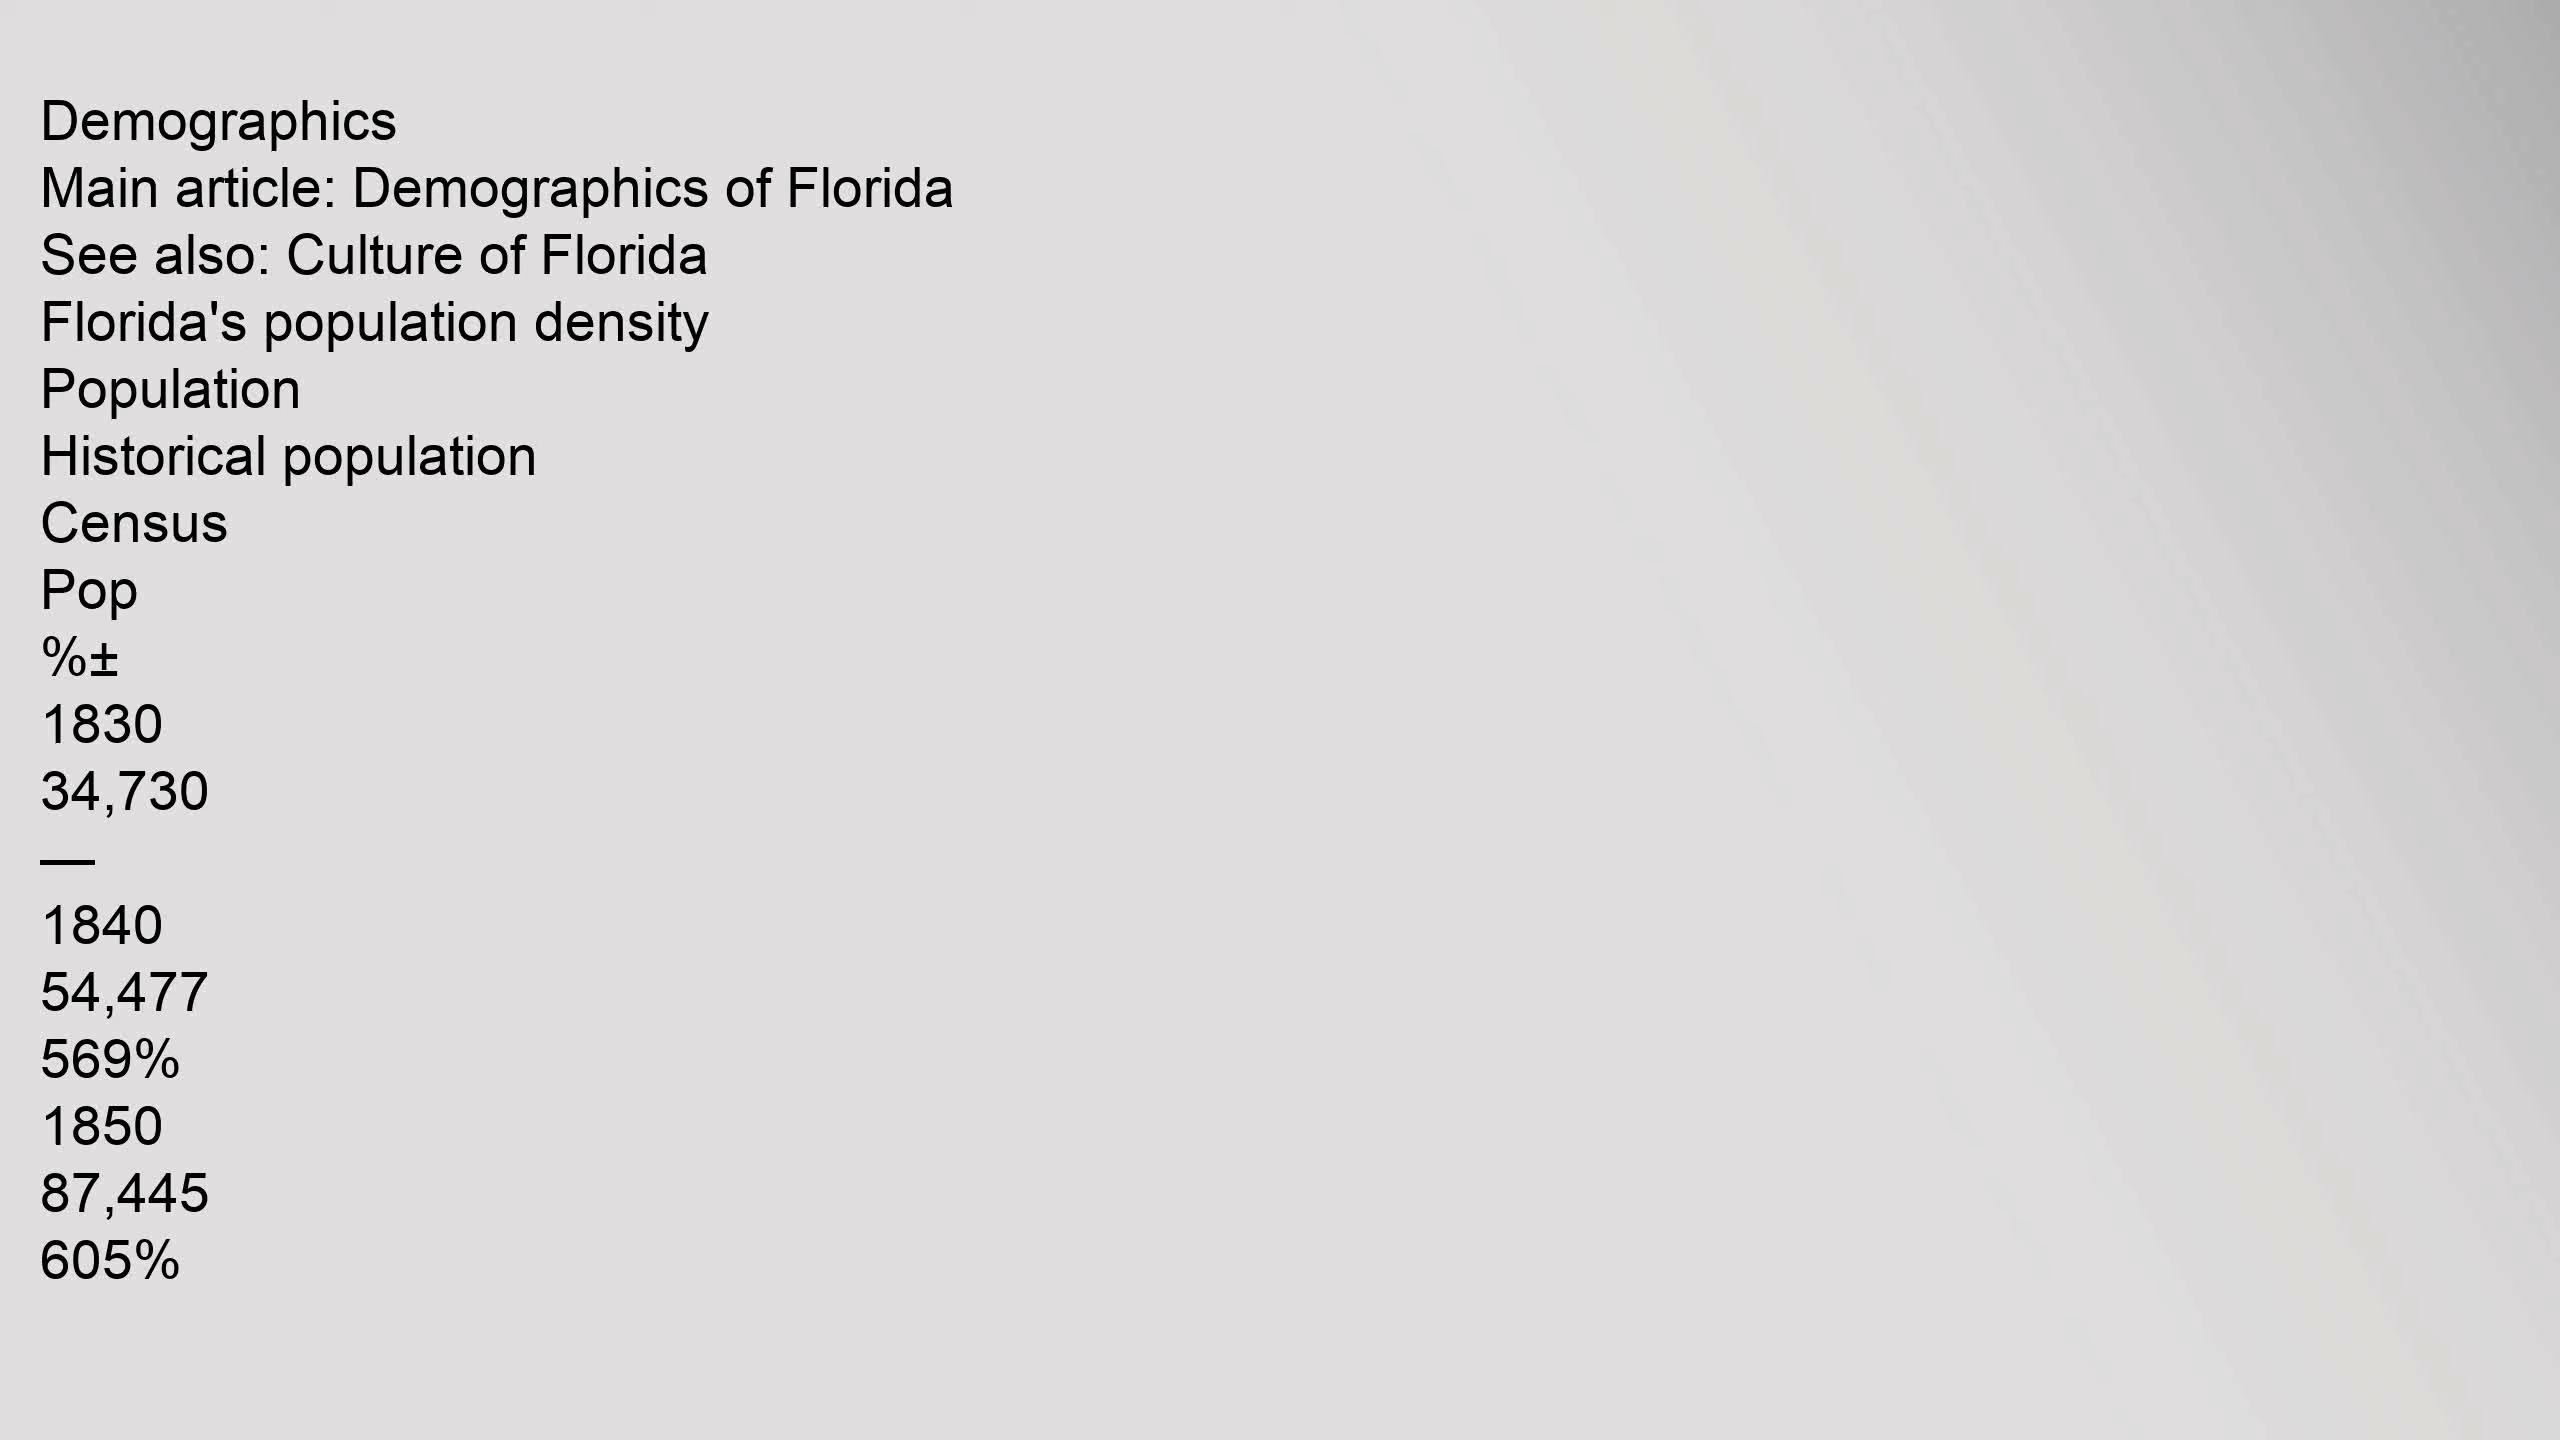 Demographics
Main article: Demographics of Florida
See also: Culture of Florida
Florida's population density
Population
Historical population
Census
Pop
%±
1830
34,730
—
1840
54,477
569%
1850
87,445
605%